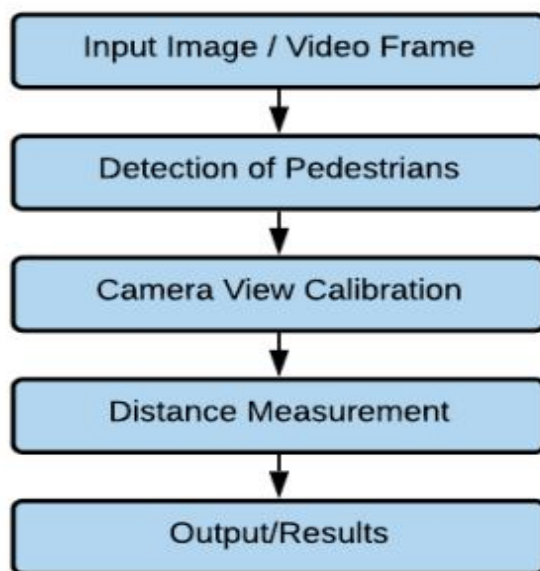 Input Image / Video Frame
Detection of Pedestrians
Camera View Calibration
Distance Measurement
Output/Results